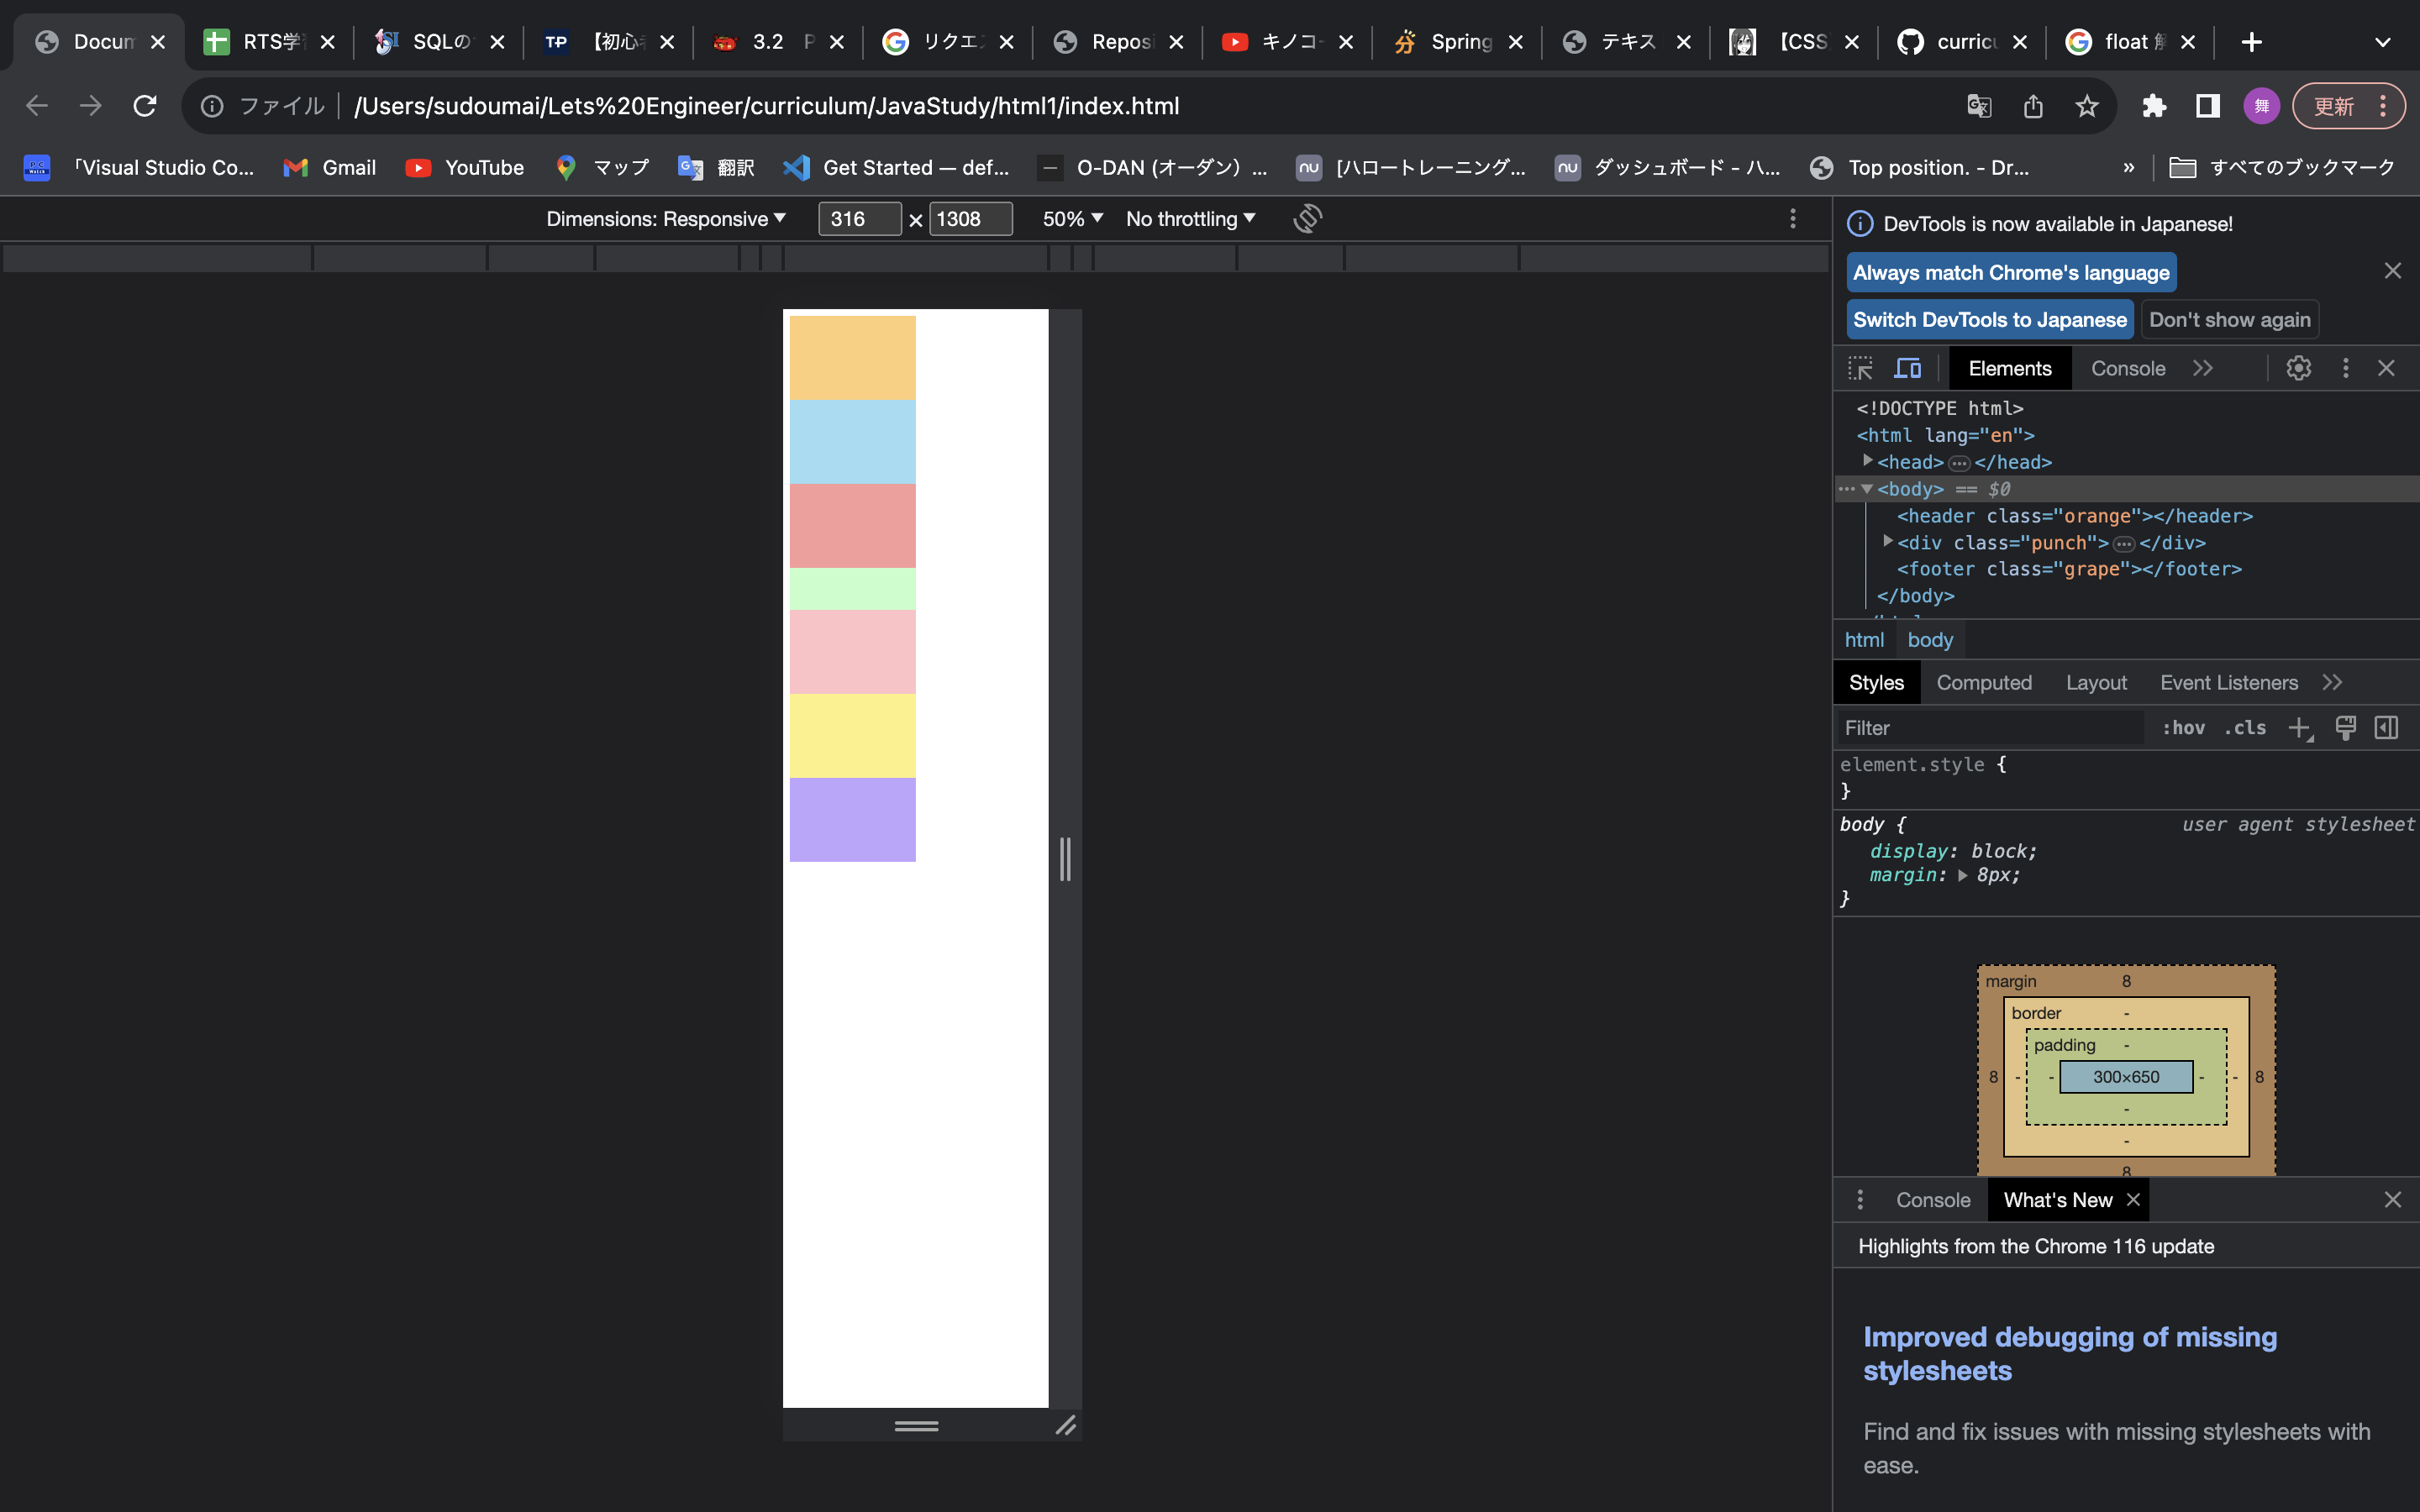 Docum
RTS学習
SQLの
T-P 【初心者
3.2 P
リクエス
Reposi
キノコー
Spring
テキス
【CSS
curricu
float 解
ファイル /Users/sudoumai/Lets%20Engineer/curriculum/JavaStudy/html1/index.html
舞
更新
「Visual Studio Co...
Gmail
YouTube
マップ
翻訳
Get Started — def...
O-DAN (オーダン) ...
nu [ハロートレーニング...
nu ダッシュボード - ハ...
Top position. - Dr...
»
すべてのブックマーク
Dimensions: Responsive ▼ 316 × 1308 50% ▼ No throttling ▼
DevTools is now available in Japanese!
Always match Chrome's language
Switch DevTools to Japanese Don't show again
Elements Console
<!DOCTYPE html>
<html lang="en">
<head> ... </head>
... <body> == $0
<header class="orange"></header>
<div class="punch"> ... </div>
<footer class="grape"></footer>
</body>
html body
Styles Computed Layout Event Listeners
Filter :hov .cls
element.style {
}
body { user agent stylesheet
display: block;
margin: 8px;
}
margin 8
border -
padding -
8 - - 300×650 - - 8
-
-
8
Console What's New
Highlights from the Chrome 116 update
Improved debugging of missing
stylesheets
Find and fix issues with missing stylesheets with
ease.